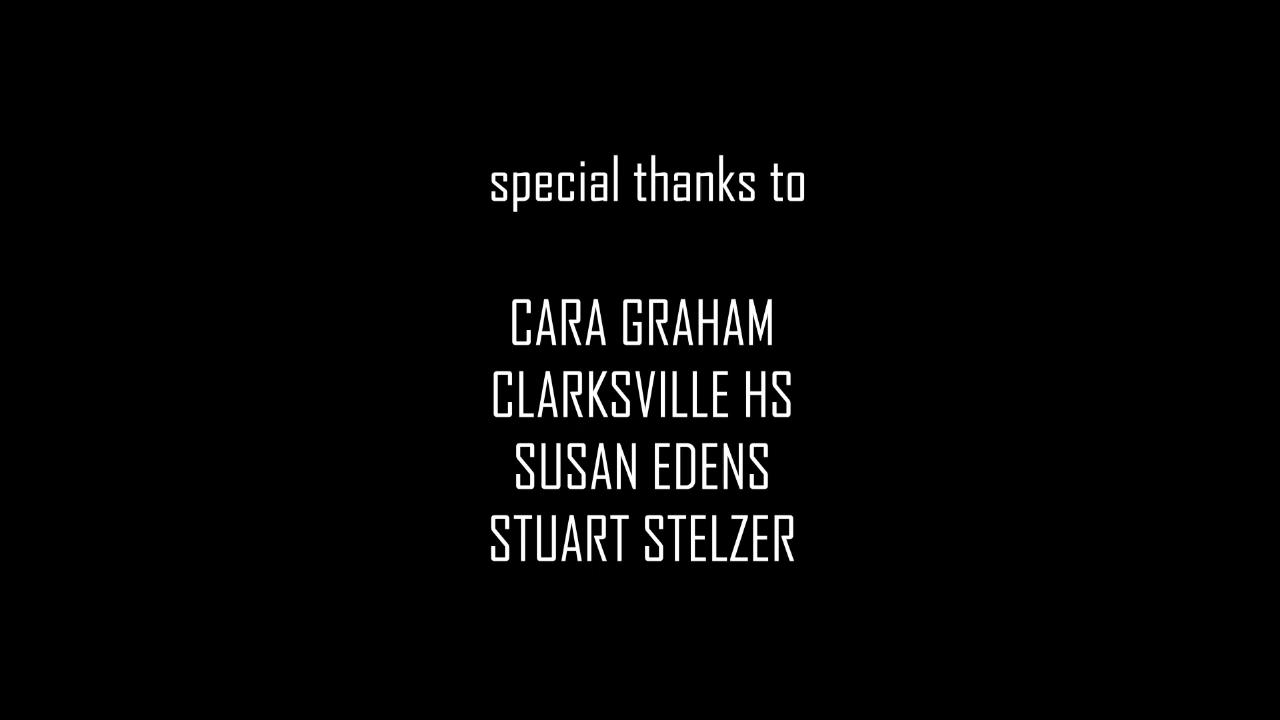 special thanks to
CARA GRAHAM
CLARKSVILLE HS
SUSAN EDENS
STUART STELZER